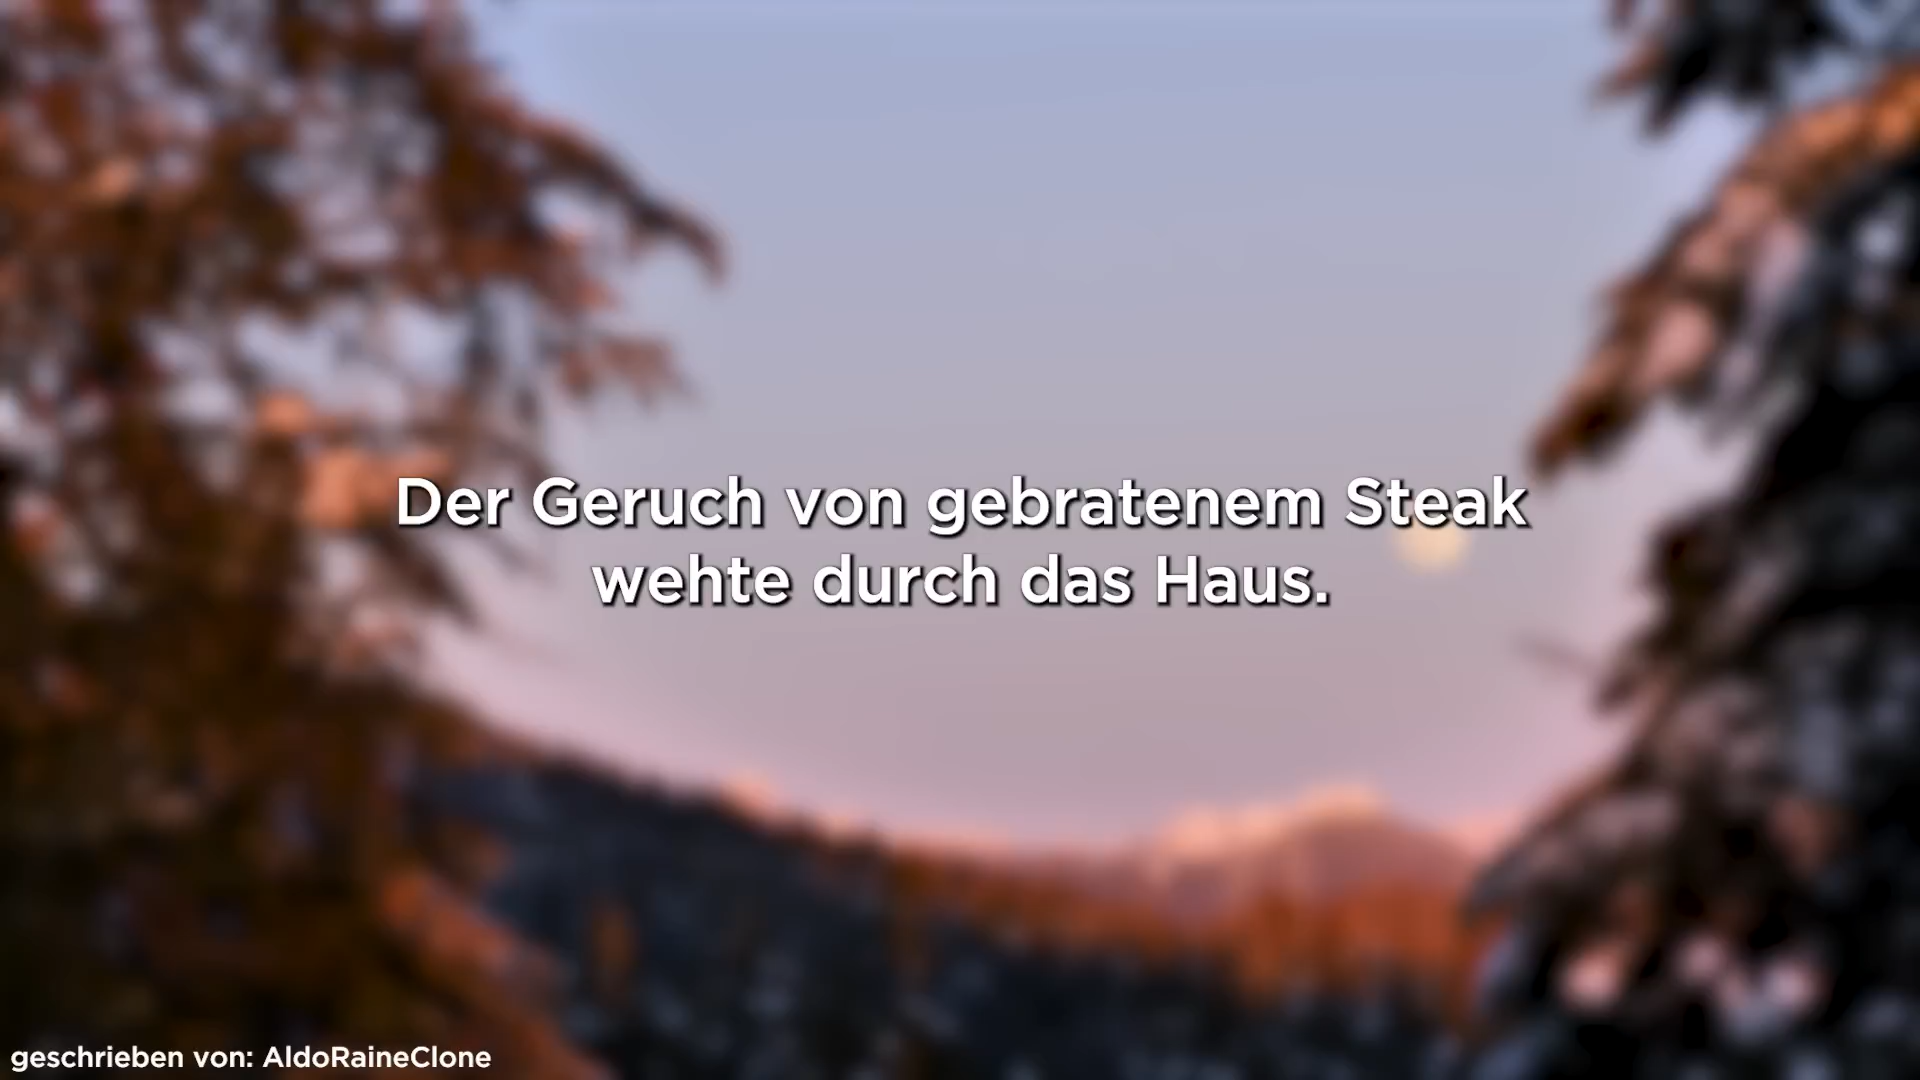 Der Geruch von gebratenem Steak
wehte durch das Haus.
geschrieben von: AldoRaineClone